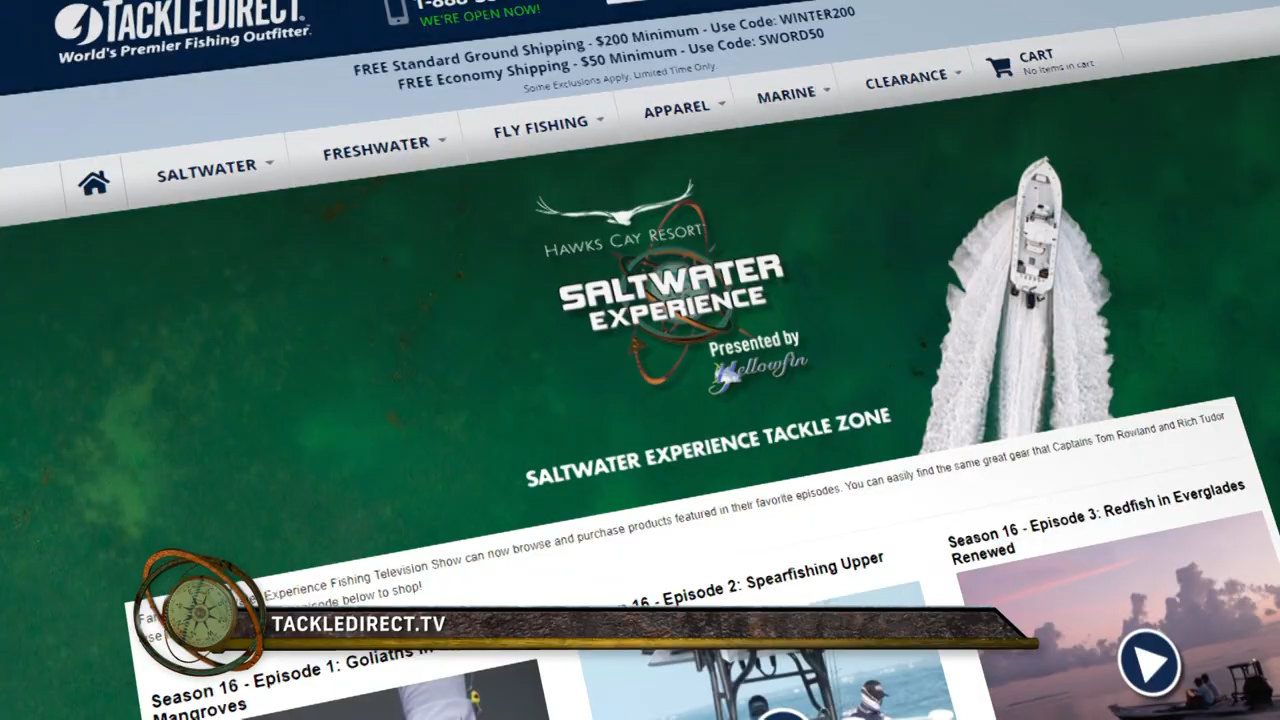 TACKLEDIRECT
World's Premier Fishing Outfitter.
WE'RE OPEN NOW!
FREE Standard Ground Shipping - $200 Minimum - Use Code: WINTER200
FREE Economy Shipping - $50 Minimum - Use Code: SWORD50
Some Exclusions Apply. Limited Time Only.
SALTWATER
FRESHWATER
FLY FISHING
APPAREL
MARINE
CLEARANCE
CART
No items in cart
HAWKS CAY RESORT
SALTWATER
EXPERIENCE
Presented by
Yellowfin
SALTWATER EXPERIENCE TACKLE ZONE
Experience Fishing Television Show can now browse and purchase products featured in their favorite episodes. You can easily find the same great gear that Captains Tom Rowland and Rich Tudor
below to shop!
Season 16 - Episode 1: Goliaths in
Mangroves
16 - Episode 2: Spearfishing Upper
Season 16 - Episode 3: Redfish in Everglades
Renewed
TACKLEDIRECT.TV